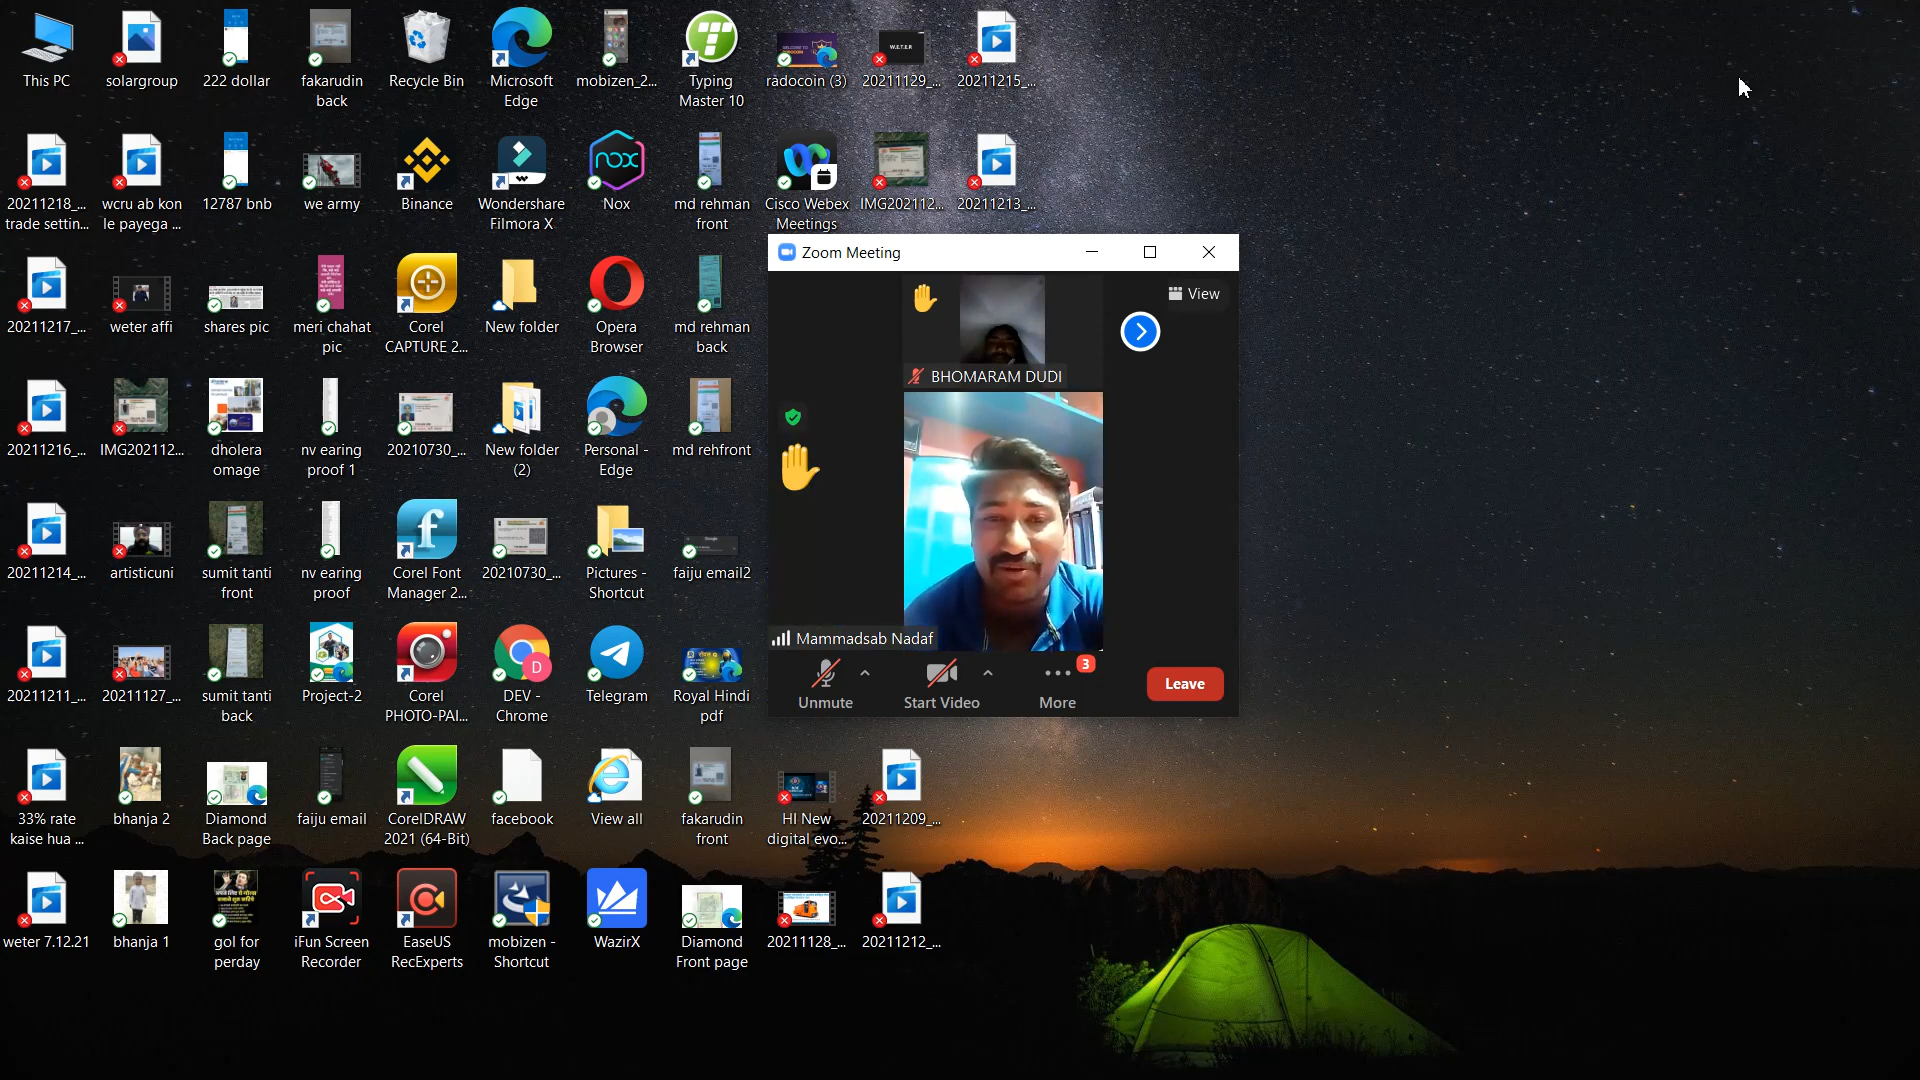 This PC
solargroup
222 dollar
fakarudin
back
Recycle Bin
Microsoft
Edge
mobizen_2...
Typing
Master 10
radocoin (3)
20211129_...
20211215_...
W.E.T.E.R
20211218_...
trade settin...
wcru ab kon
le payega ...
12787 bnb
we army
Binance
Wondershare
Filmora X
nox
Nox
md rehman
front
Cisco Webex
Meetings
IMG202112...
20211213_...
20211217_...
weter affi
shares pic
meri chahat
pic
Corel
CAPTURE 2...
New folder
Opera
Browser
md rehman
back
20211216_...
IMG202112...
dholera
omage
nv earing
proof 1
20210730_...
New folder
(2)
Personal -
Edge
md rehfront
20211214_...
artisticuni
sumit tanti
front
nv earing
proof
Corel Font
Manager 2...
20210730_...
Pictures -
Shortcut
faiju email2
20211211_...
20211127_...
sumit tanti
back
Project-2
Corel
PHOTO-PAI...
D
DEV -
Chrome
Telegram
Royal Hindi
pdf
33% rate
kaise hua ...
bhanja 2
Diamond
Back page
faiju email
CorelDRAW
2021 (64-Bit)
facebook
View all
fakarudin
front
HI New
digital evo...
20211209_...
weter 7.12.21
bhanja 1
gol for
perday
iFun Screen
Recorder
EaseUS
RecExperts
mobizen -
Shortcut
WazirX
Diamond
Front page
20211128_...
20211212_...
Zoom Meeting
View
BHOMARAM DUDI
Mammadsab Nadaf
Unmute
Start Video
More
3
Leave